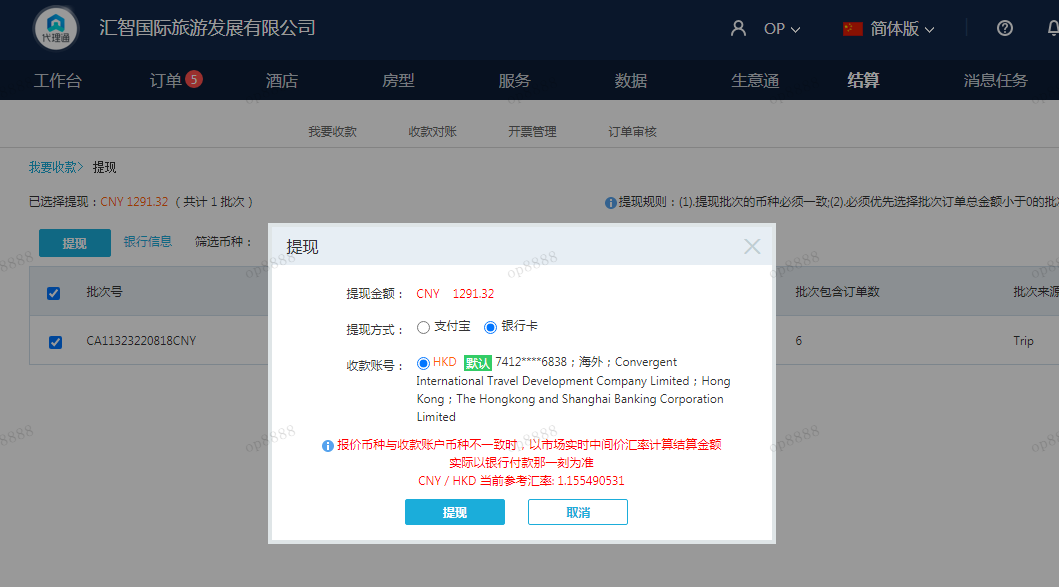 代理通
汇智国际旅游发展有限公司
OP
简体版
工作台
订单 5
酒店
房型
服务
数据
生意通
结算
消息任务
我要收款
收款对账
开票管理
订单审核
我要收款> 提现
已选择提现：CNY 1291.32 （ 共计 1 批次 ）
提现规则：(1).提现批次的币种必须一致;(2).必须优先选择批次订单总金额小于0的批
提现
银行信息
筛选币种：
批次号
批次包含订单数
批次来源
CA11323220818CNY
6
Trip
提现
提现金额： CNY 1291.32
提现方式： 支付宝 银行卡
收款账号： HKD 默认 7412****6838；海外；Convergent
International Travel Development Company Limited；Hong
Kong；The Hongkong and Shanghai Banking Corporation
Limited
报价币种与收款账户币种不一致时，以市场实时中间价汇率计算结算金额
实际以银行付款那一刻为准
CNY / HKD 当前参考汇率: 1.155490531
提现
取消
op8888
op8888
op8888
op8888
op8888
op8888
op8888